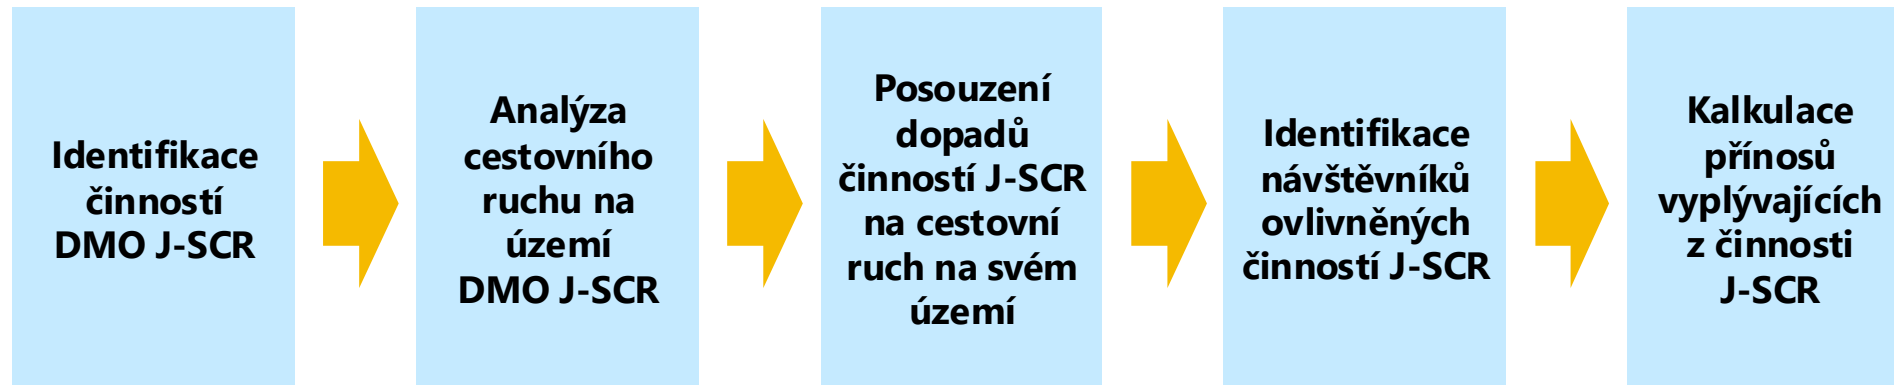 Identifikace
činností
DMO J-SCR
Analýza
cestovního
ruchu na
území
DMO J-SCR
Posouzení
dopadů
činností J-SCR
na cestovní
ruch na svém
území
Identifikace
návštěvníků
ovlivněných
činností J-SCR
Kalkulace
přínosů
vyplývajících
z činnosti
J-SCR